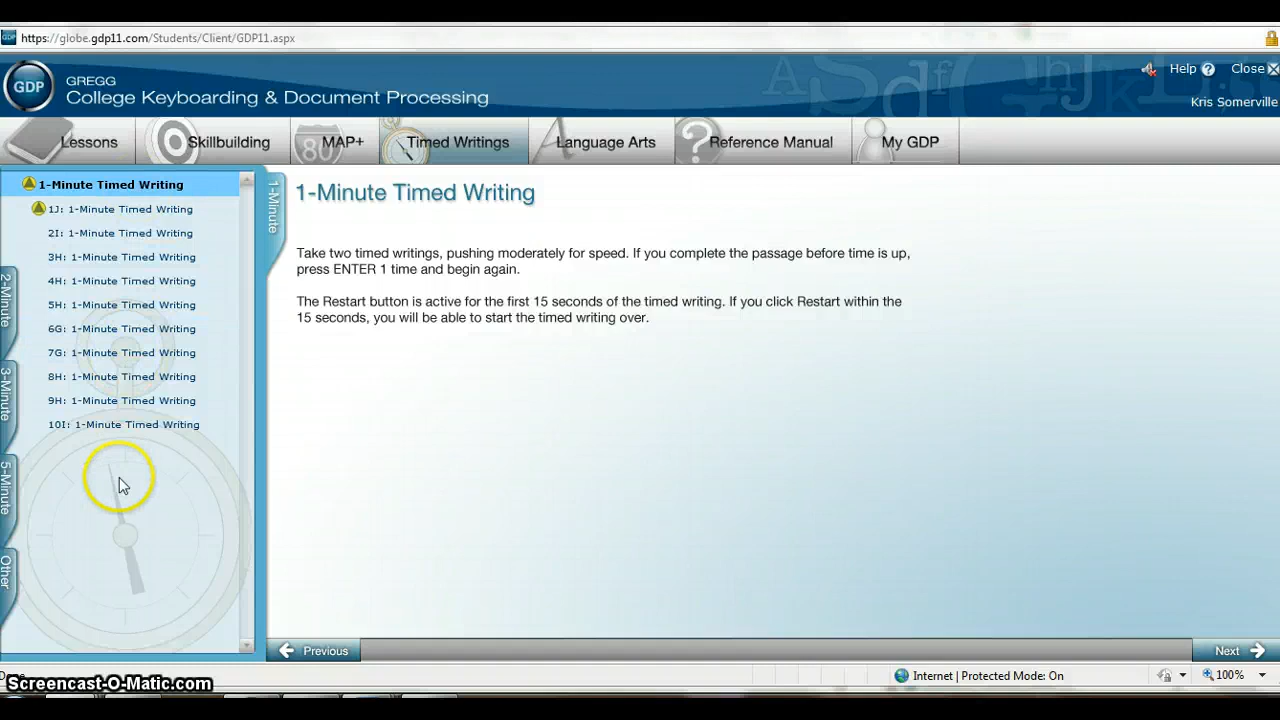 https://globe.gdp11.com/Students/Client/GDP11.aspx
GDP
GREGG
College Keyboarding & Document Processing
Help ?
Close
Kris Somerville
Lessons
Skillbuilding
80
MAP+
Timed Writings
Language Arts
Reference Manual
My GDP
1-Minute Timed Writing
1J: 1-Minute Timed Writing
2I: 1-Minute Timed Writing
3H: 1-Minute Timed Writing
4H: 1-Minute Timed Writing
5H: 1-Minute Timed Writing
6G: 1-Minute Timed Writing
7G: 1-Minute Timed Writing
8H: 1-Minute Timed Writing
9H: 1-Minute Timed Writing
10I: 1-Minute Timed Writing
1-Minute
2-Minute
3-Minute
5-Minute
Other
1-Minute Timed Writing
Take two timed writings, pushing moderately for speed. If you complete the passage before time is up,
press ENTER 1 time and begin again.
The Restart button is active for the first 15 seconds of the timed writing. If you click Restart within the
15 seconds, you will be able to start the timed writing over.
Previous
Next
Internet | Protected Mode: On
100%
Screencast-O-Matic.com